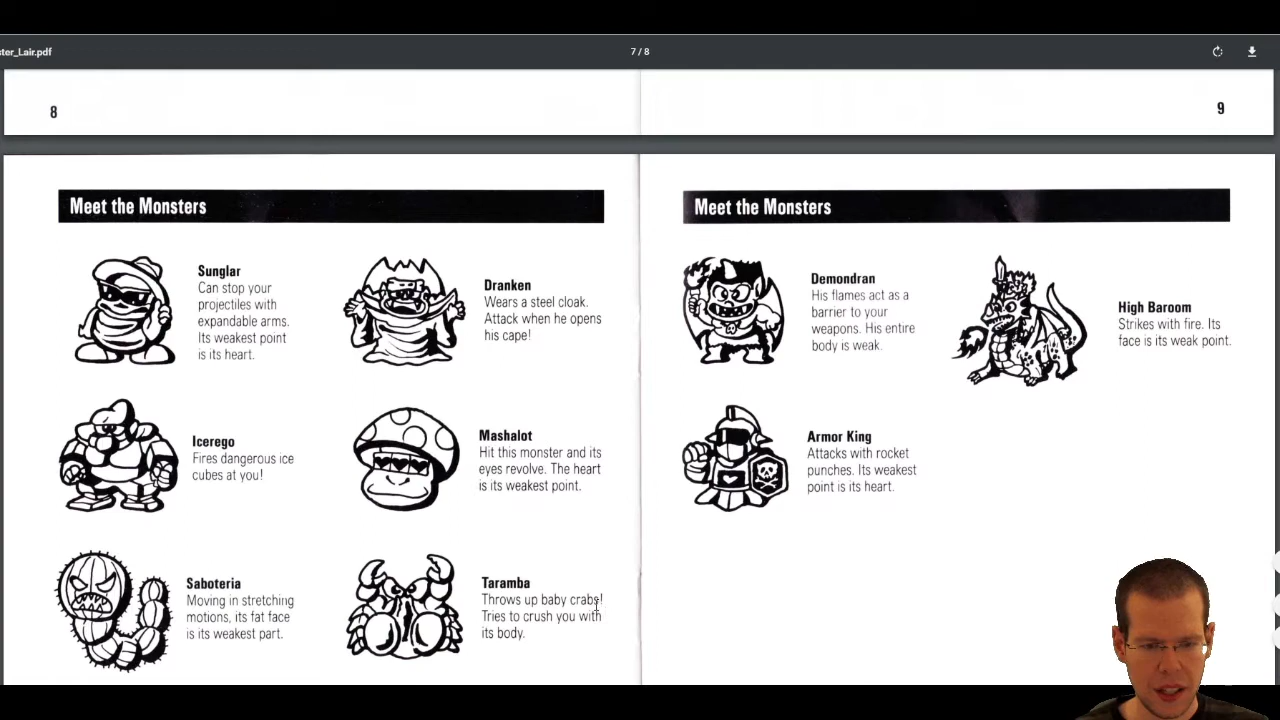 ster_Lair.pdf
7 / 8
8
9
Meet the Monsters
Sunglar
Can stop your
projectiles with
expandable arms.
Its weakest point
is its heart.
Dranken
Wears a steel cloak.
Attack when he opens
his cape!
Icerego
Fires dangerous ice
cubes at you!
Mashalot
Hit this monster and its
eyes revolve. The heart
is its weakest point.
Saboteria
Moving in stretching
motions, its fat face
is its weakest part.
Taramba
Throws up baby crabs!
Tries to crush you with
its body.
Meet the Monsters
Demondran
His flames act as a
barrier to your
weapons. His entire
body is weak.
High Baroom
Strikes with fire. Its
face is its weak point.
Armor King
Attacks with rocket
punches. Its weakest
point is its heart.